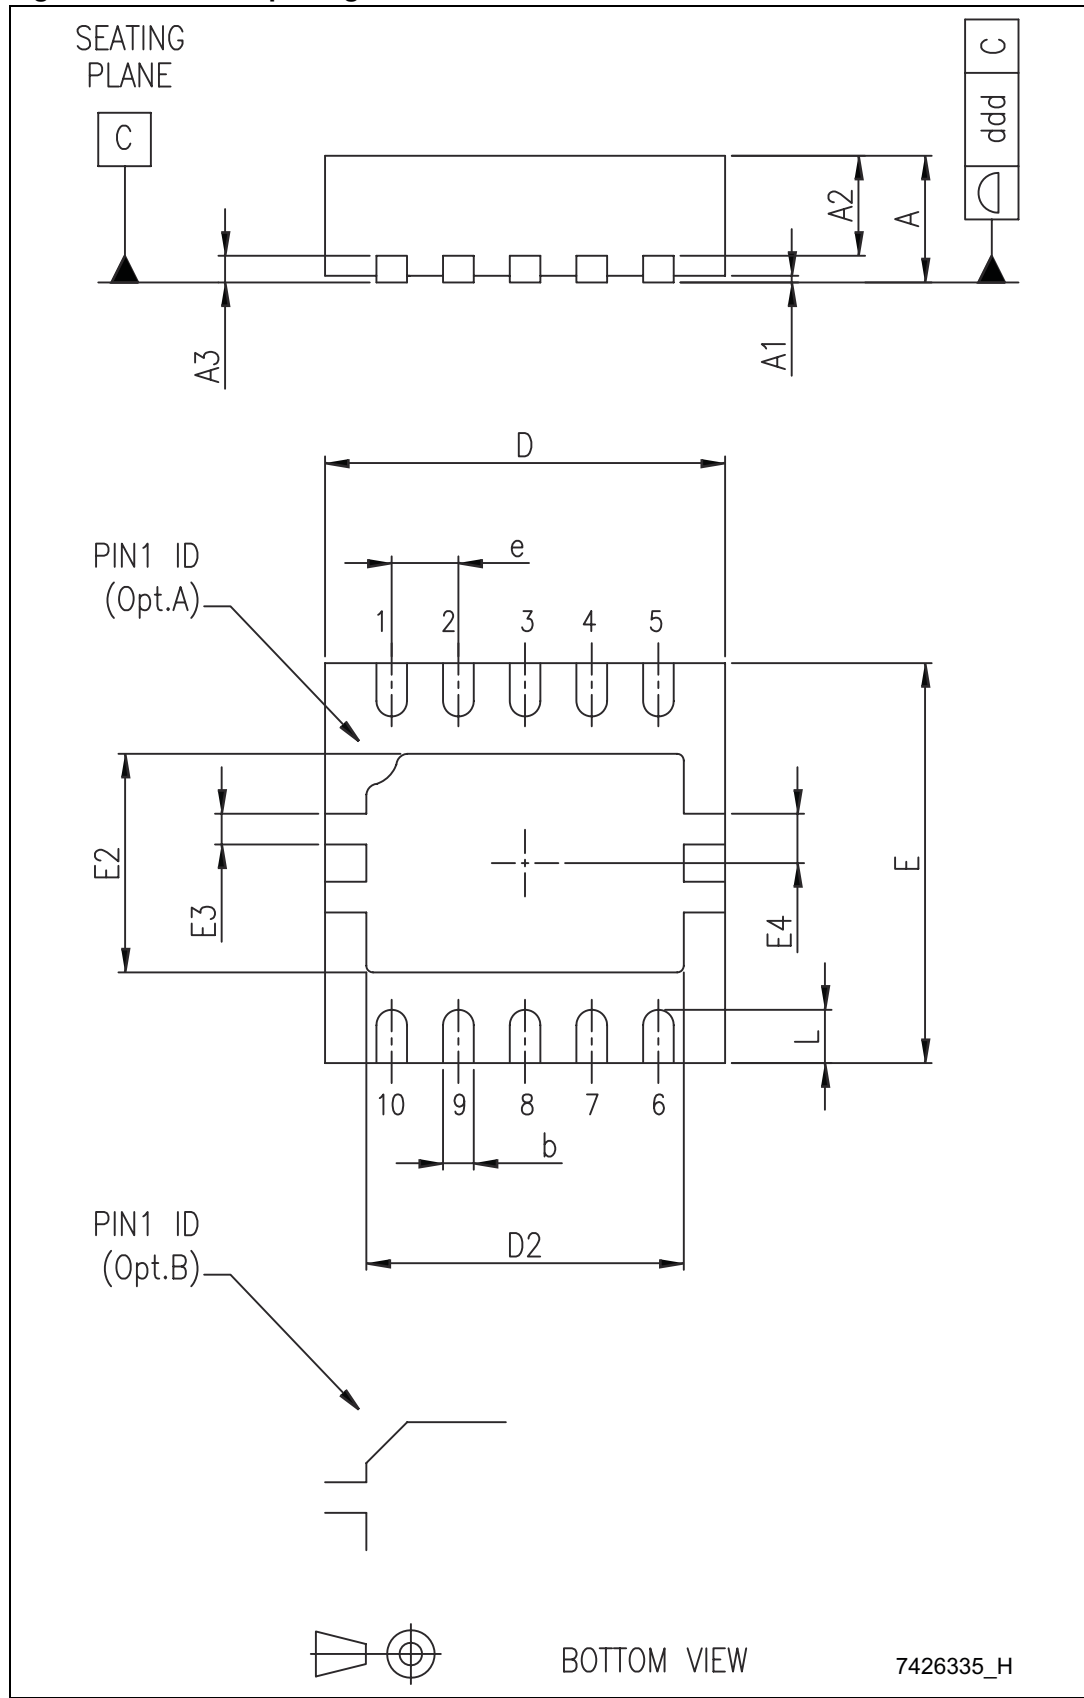 SEATING
PLANE
C
C
ddd
A2
A
A3
A1
D
PIN1 ID
(Opt.A)
e
1 2 3 4 5
E2
E3
E4
E
L
10 9 8 7 6
b
PIN1 ID
(Opt.B)
D2
BOTTOM VIEW
7426335_H